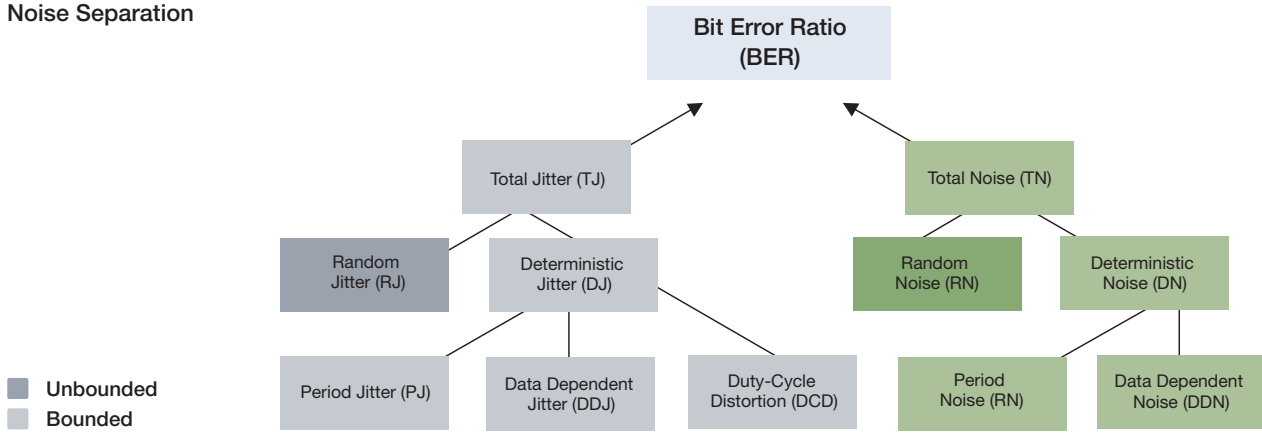 Noise Separation
Bit Error Ratio
(BER)
Total Jitter (TJ)
Total Noise (TN)
Random
Jitter (RJ)
Deterministic
Jitter (DJ)
Random
Noise (RN)
Deterministic
Noise (DN)
Period Jitter (PJ)
Data Dependent
Jitter (DDJ)
Duty-Cycle
Distortion (DCD)
Period
Noise (RN)
Data Dependent
Noise (DDN)
Unbounded
Bounded